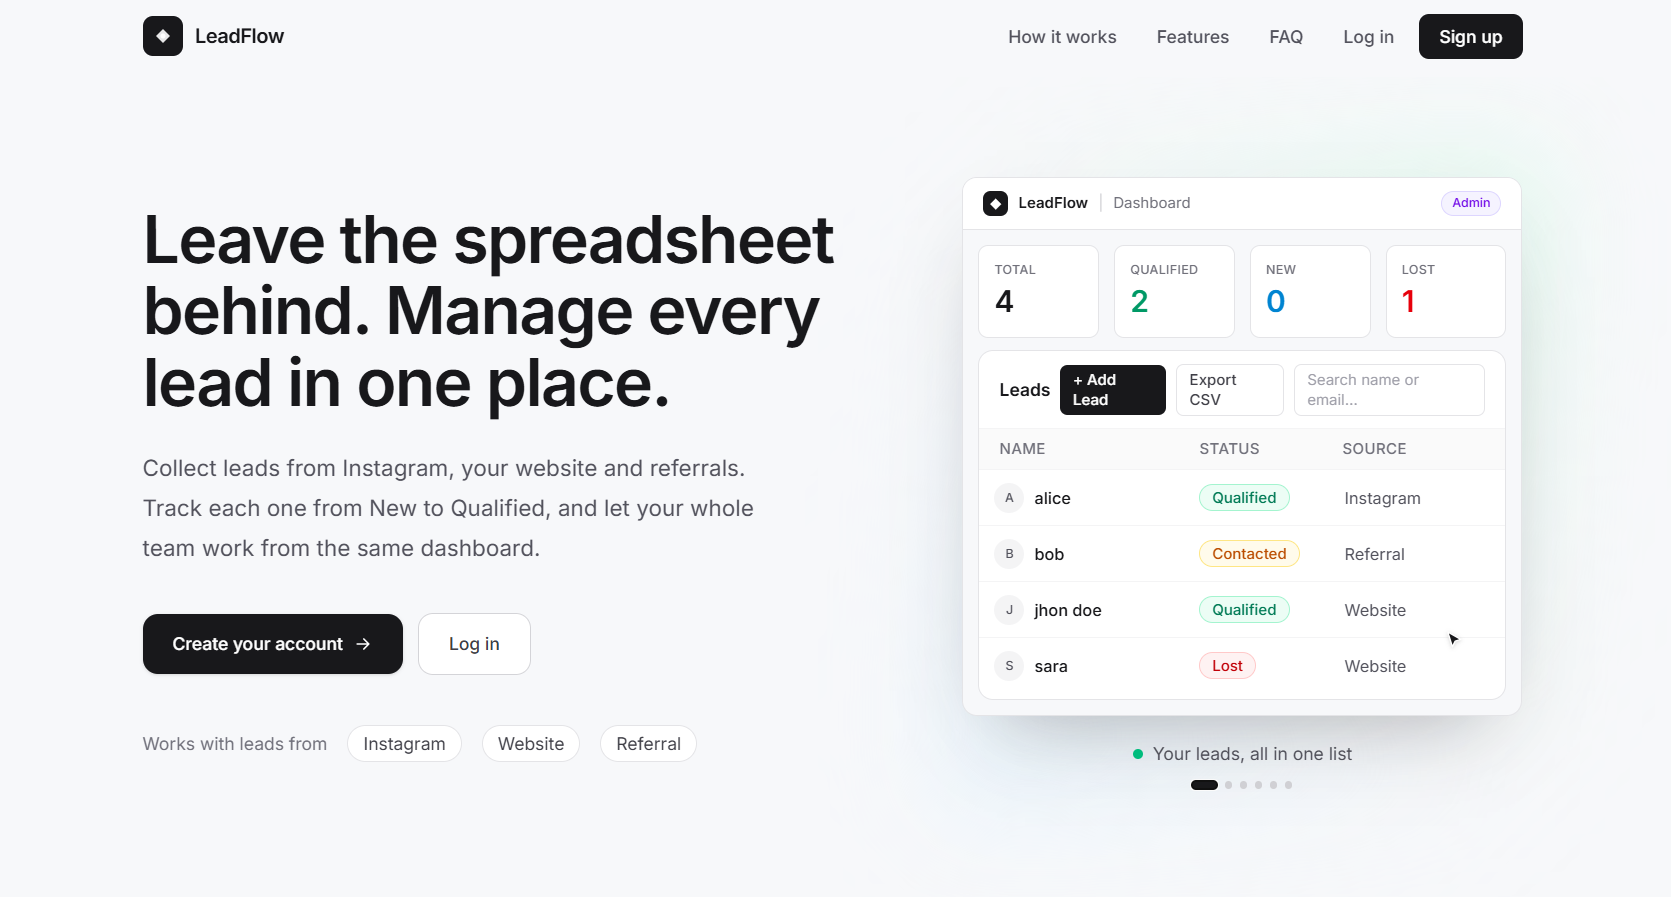 LeadFlow
How it works
Features
FAQ
Log in
Sign up
Leave the spreadsheet
behind. Manage every
lead in one place.
Collect leads from Instagram, your website and referrals.
Track each one from New to Qualified, and let your whole
team work from the same dashboard.
Create your account →
Log in
Works with leads from
Instagram
Website
Referral
LeadFlow
Dashboard
Admin
TOTAL
4
QUALIFIED
2
NEW
0
LOST
1
Leads
+ Add
Lead
Export
CSV
Search name or
email...
NAME STATUS SOURCE
A alice Qualified Instagram
B bob Contacted Referral
J jhon doe Qualified Website
S sara Lost Website
Your leads, all in one list